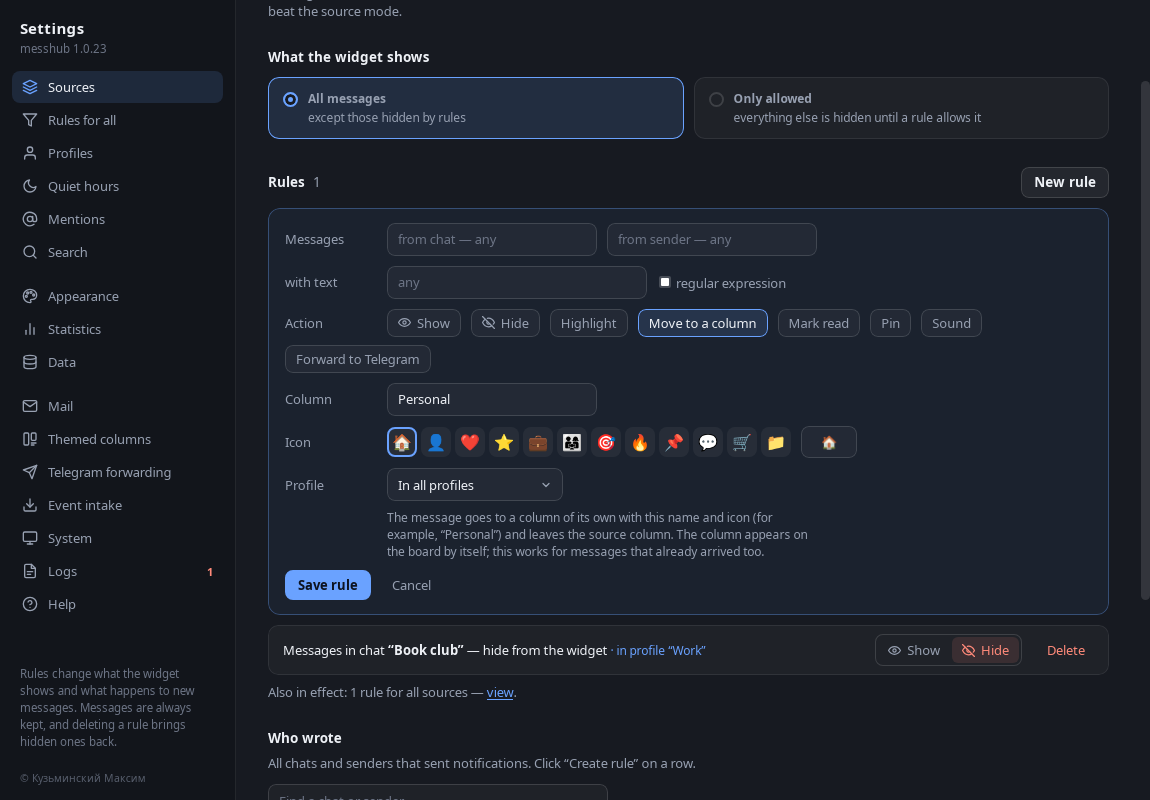 Settings
messhub 1.0.23
Sources
Rules for all
Profiles
Quiet hours
Mentions
Search
Appearance
Statistics
Data
Mail
Themed columns
Telegram forwarding
Event intake
System
Logs 1
Help
Rules change what the widget
shows and what happens to new
messages. Messages are always
kept, and deleting a rule brings
hidden ones back.
© Кузьминский Максим
beat the source mode.
What the widget shows
All messages
except those hidden by rules
Only allowed
everything else is hidden until a rule allows it
Rules 1
New rule
Messages from chat — any from sender — any
with text any regular expression
Action Show Hide Highlight Move to a column Mark read Pin Sound
Forward to Telegram
Column Personal
Icon
Profile In all profiles
The message goes to a column of its own with this name and icon (for
example, “Personal”) and leaves the source column. The column appears on
the board by itself; this works for messages that already arrived too.
Save rule Cancel
Messages in chat “Book club” — hide from the widget · in profile “Work” Show Hide Delete
Also in effect: 1 rule for all sources — view.
Who wrote
All chats and senders that sent notifications. Click “Create rule” on a row.
Find a chat or sender